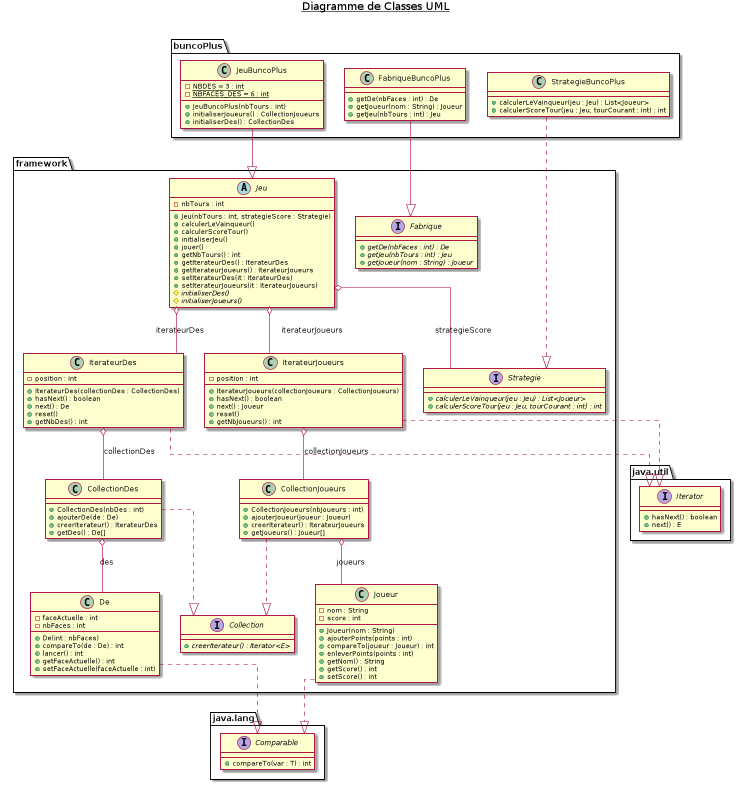 Diagramme de Classes UML
buncoPlus
JeuBuncoPlus
NBDES = 3 : int
NBFACES_DES = 6 : int
JeuBuncoPlus(nbTours : int)
initialiserJoueurs() : CollectionJoueurs
initialiserDes() : CollectionDes
FabriqueBuncoPlus
getDe(nbFaces : int) : De
getJoueur(nom : String) : Joueur
getJeu(nbTours : int) : Jeu
StrategieBuncoPlus
calculerLeVainqueur(jeu : Jeu) : List<Joueur>
calculerScoreTour(jeu : Jeu, tourCourant : int) : int
framework
A Jeu
nbTours : int
Jeu(nbTours : int, strategieScore : Strategie)
calculerLeVainqueur()
calculerScoreTour()
initialiserJeu()
jouer()
getNbTours() : int
getIterateurDes() : IterateurDes
getIterateurJoueurs() : IterateurJoueurs
setIterateurDes(it : IterateurDes)
setIterateurJoueurs(it : IterateurJoueurs)
initialiserDes()
initialiserJoueurs()
I Fabrique
getDe(nbFaces : int) : De
getJeu(nbTours : int) : Jeu
getJoueur(nom : String) : Joueur
iterateurDes
iterateurJoueurs
strategieScore
C IterateurDes
position : int
IterateurDes(collectionDes : CollectionDes)
hasNext() : boolean
next() : De
reset()
getNbDes() : int
C IterateurJoueurs
position : int
IterateurJoueurs(collectionJoueurs : CollectionJoueurs)
hasNext() : boolean
next() : Joueur
reset()
getNbJoueurs() : int
I Strategie
calculerLeVainqueur(jeu : Jeu) : List<Joueur>
calculerScoreTour(jeu : Jeu, tourCourant : int) : int
collectionDes
collectionJoueurs
java.util
I Iterator
hasNext() : boolean
next() : E
C CollectionDes
CollectionDes(nbDes : int)
ajouterDe(de : De)
creerIterateur() : IterateurDes
getDes() : De[]
C CollectionJoueurs
CollectionJoueurs(nbJoueurs : int)
ajouterJoueur(joueur : Joueur)
creerIterateur() : IterateurJoueurs
getJoueurs() : Joueur[]
des
joueurs
C De
faceActuelle : int
nbFaces : int
De(int : nbFaces)
compareTo(de : De) : int
lancer() : int
getFaceActuelle() : int
setFaceActuelle(faceActuelle : int)
I Collection
creerIterateur() : Iterator<E>
C Joueur
nom : String
score : int
Joueur(nom : String)
ajouterPoints(points : int)
compareTo(joueur : Joueur) : int
enleverPoints(points : int)
getNom() : String
getScore() : int
setScore() : int
java.lang
I Comparable
compareTo(var : T) : int